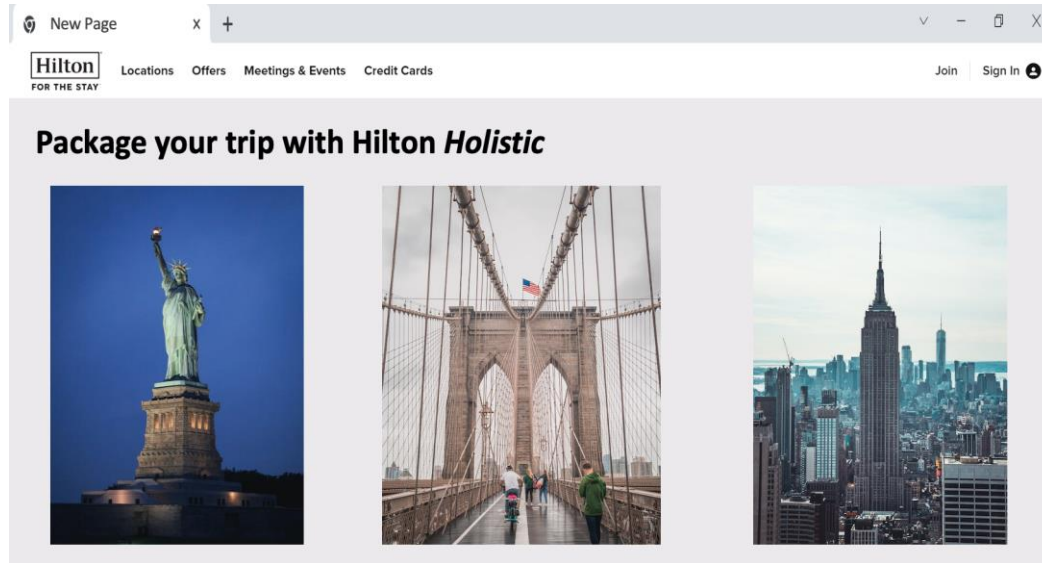 New Page
Hilton
FOR THE STAY
Locations Offers Meetings & Events Credit Cards
Join Sign In
Package your trip with Hilton Holistic